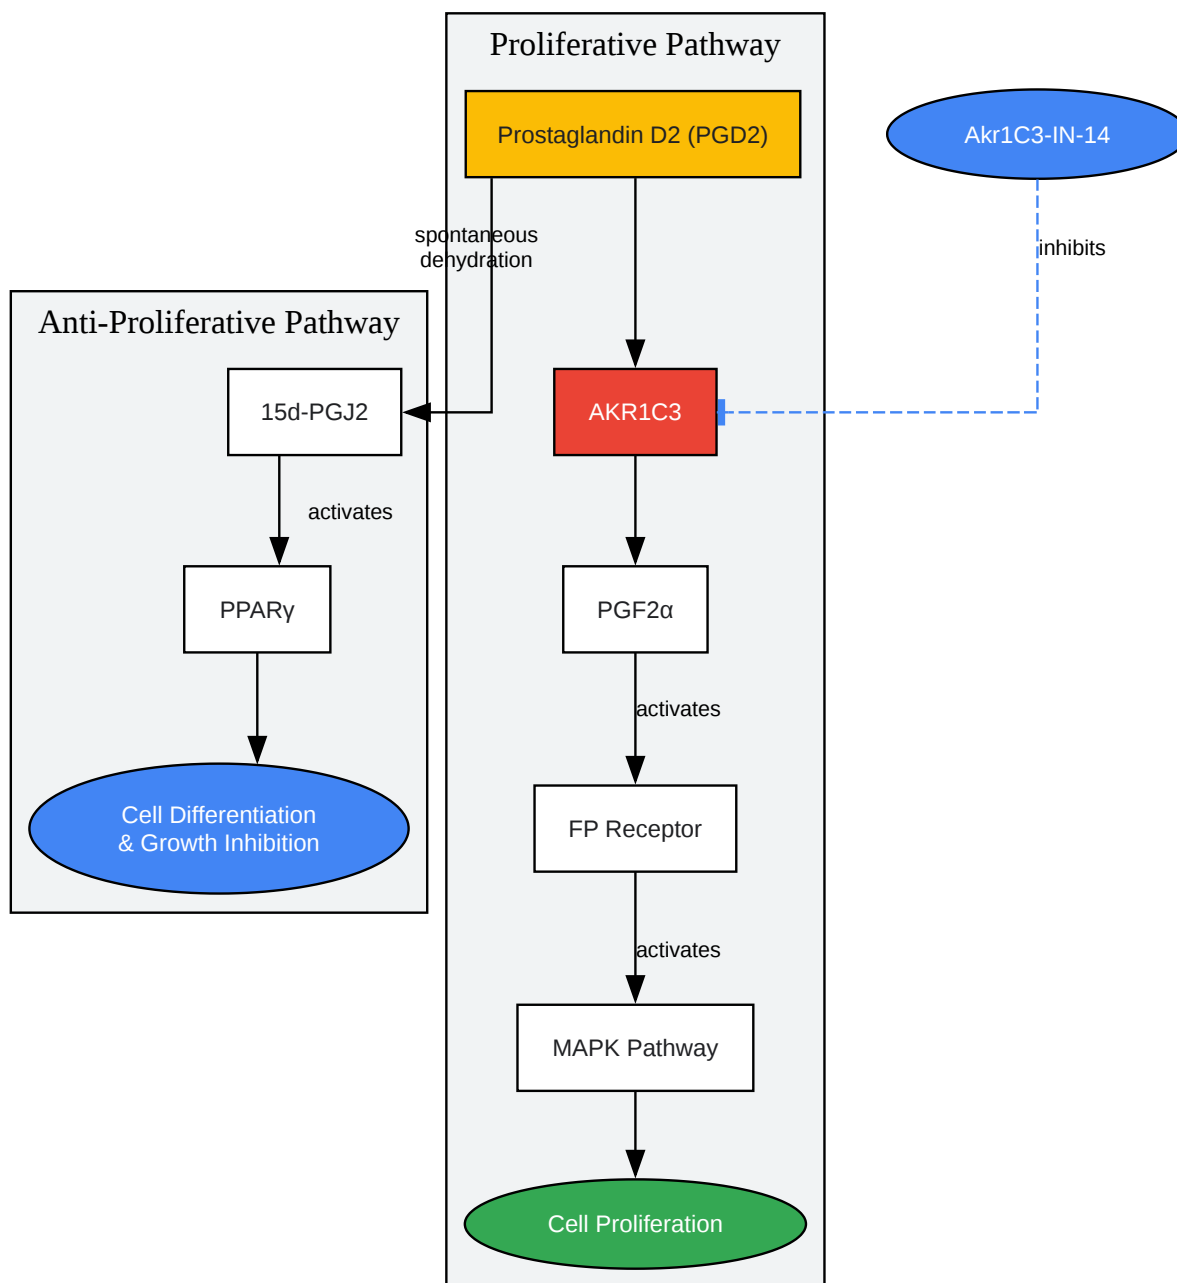 Proliferative Pathway
Prostaglandin D2 (PGD2)
Akr1C3-IN-14
spontaneous
dehydration
inhibits
Anti-Proliferative Pathway
15d-PGJ2
AKR1C3
activates
PPARγ
PGF2α
activates
Cell Differentiation
& Growth Inhibition
FP Receptor
activates
MAPK Pathway
Cell Proliferation